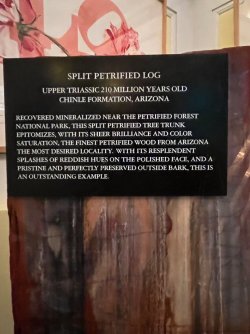 SPLIT PETRIFIED LOG
UPPER TRIASSIC 210 MILLION YEARS OLD
CHINLE FORMATION, ARIZONA
RECOVERED MINERALIZED NEAR THE PETRIFIED FOREST
NATIONAL PARK, THIS SPLIT PETRIFIED TREE TRUNK
EPITOMIZES, WITH ITS SHEER BRILLIANCE AND COLOR
SATURATION, THE FINEST PETRIFIED WOOD FROM ARIZONA
THE MOST DESIRED LOCALITY. WITH ITS RESPLENDENT
SPLASHES OF REDDISH HUES ON THE POLISHED FACE, AND A
PRISTINE AND PERFECTLY PRESERVED OUTSIDE BARK, THIS IS
AN OUTSTANDING EXAMPLE.